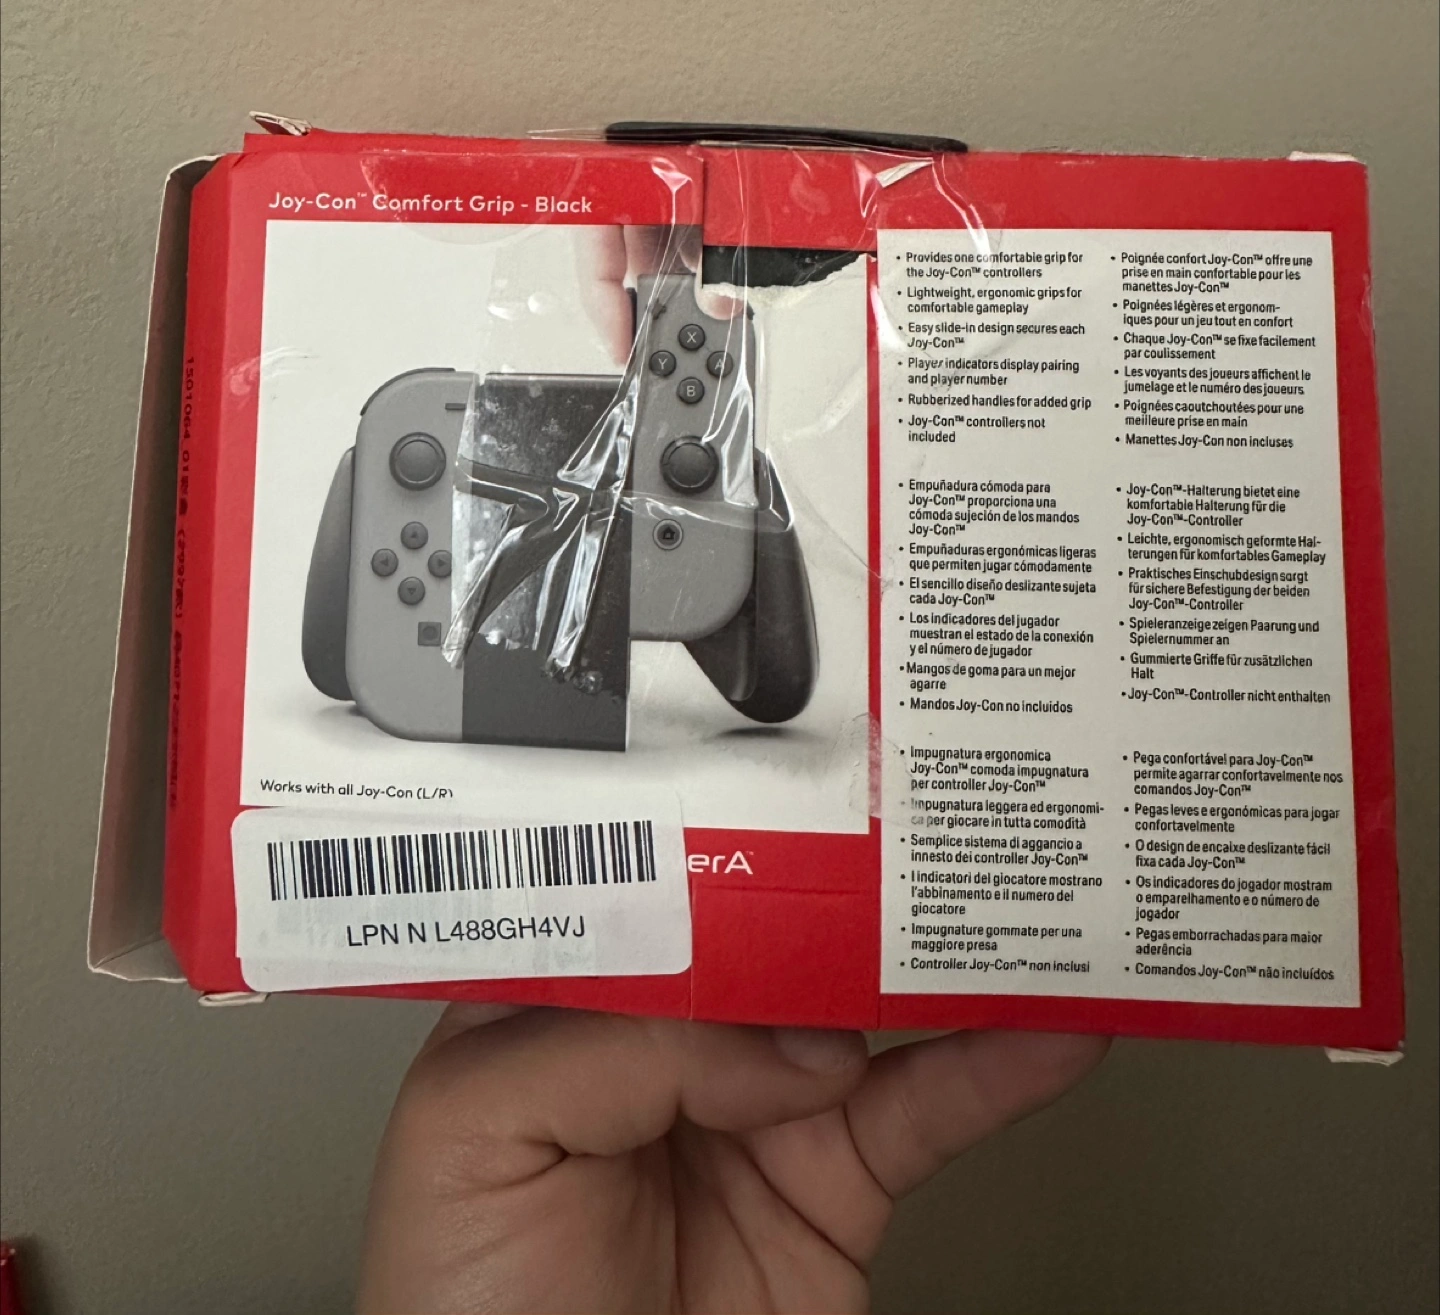 Joy-Con™ Comfort Grip - Black
X
Y
A
B
Works with all Joy-Con (L/R)
LPN N L488GH4VJ
erA™
• Provides one comfortable grip for
the Joy-Con™ controllers
• Lightweight, ergonomic grips for
comfortable gameplay
• Easy slide-in design secures each
Joy-Con™
• Player indicators display pairing
and player number
• Rubberized handles for added grip
• Joy-Con™ controllers not
included
• Poignée confort Joy-Con™ offre une
prise en main confortable pour les
manettes Joy-Con™
• Poignées légères et ergonom-
iques pour un jeu tout en confort
• Chaque Joy-Con™ se fixe facilement
par coulissement
• Les voyants des joueurs affichent le
jumelage et le numéro des joueurs
• Poignées caoutchoutées pour une
meilleure prise en main
• Manettes Joy-Con non incluses
• Empuñadura cómoda para
Joy-Con™ proporciona una
cómoda sujeción de los mandos
Joy-Con™
• Empuñaduras ergonómicas ligeras
que permiten jugar cómodamente
• El sencillo diseño deslizante sujeta
cada Joy-Con™
• Los indicadores del jugador
muestran el estado de la conexión
y el número de jugador
• Mangos de goma para un mejor
agarre
• Mandos Joy-Con no incluidos
• Joy-Con™-Halterung bietet eine
komfortable Halterung für die
Joy-Con™-Controller
• Leichte, ergonomisch geformte Hal-
terungen für komfortables Gameplay
• Praktisches Einschubdesign sorgt
für sichere Befestigung der beiden
Joy-Con™-Controller
• Spieleranzeige zeigen Paarung und
Spielernummer an
• Gummierte Griffe für zusätzlichen
Halt
• Joy-Con™-Controller nicht enthalten
• Impugnatura ergonomica
Joy-Con™ comoda impugnatura
per controller Joy-Con™
• Impugnatura leggera ed ergonomi-
ca per giocare in tutta comodità
• Semplice sistema di aggancio a
innesto dei controller Joy-Con™
• I indicatori del giocatore mostrano
l'abbinamento e il numero del
giocatore
• Impugnature gommate per una
maggiore presa
• Controller Joy-Con™ non inclusi
• Pega confortável para Joy-Con™
permite agarrar confortavelmente nos
comandos Joy-Con™
• Pegas leves e ergonómicas para jogar
confortavelmente
• O design de encaixe deslizante fácil
fixa cada Joy-Con™
• Os indicadores do jogador mostram
o emparelhamento e o número de
jogador
• Pegas emborrachadas para maior
aderência
• Comandos Joy-Con™ não incluídos